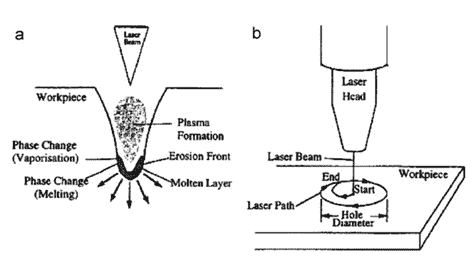 a
Laser
Beam
Workpiece
Plasma
Formation
Phase Change
(Vaporisation)
Erosion Front
Phase Change
(Melting)
Molten Layer
b
Laser
Head
Laser Beam
Workpiece
End
Start
Laser Path
Hole
Diameter